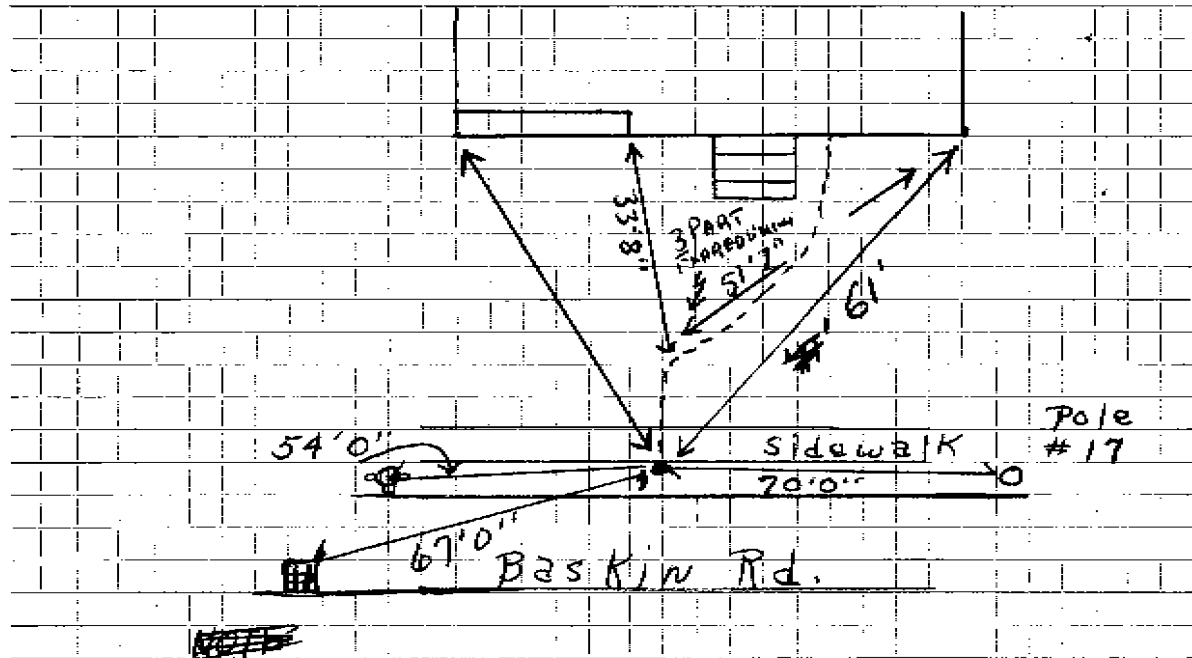 33'8"
3 PART
51'2"
61'
54'0"
Sidewalk
Pole
#17
70'0"
67'0"
Baskin Rd.